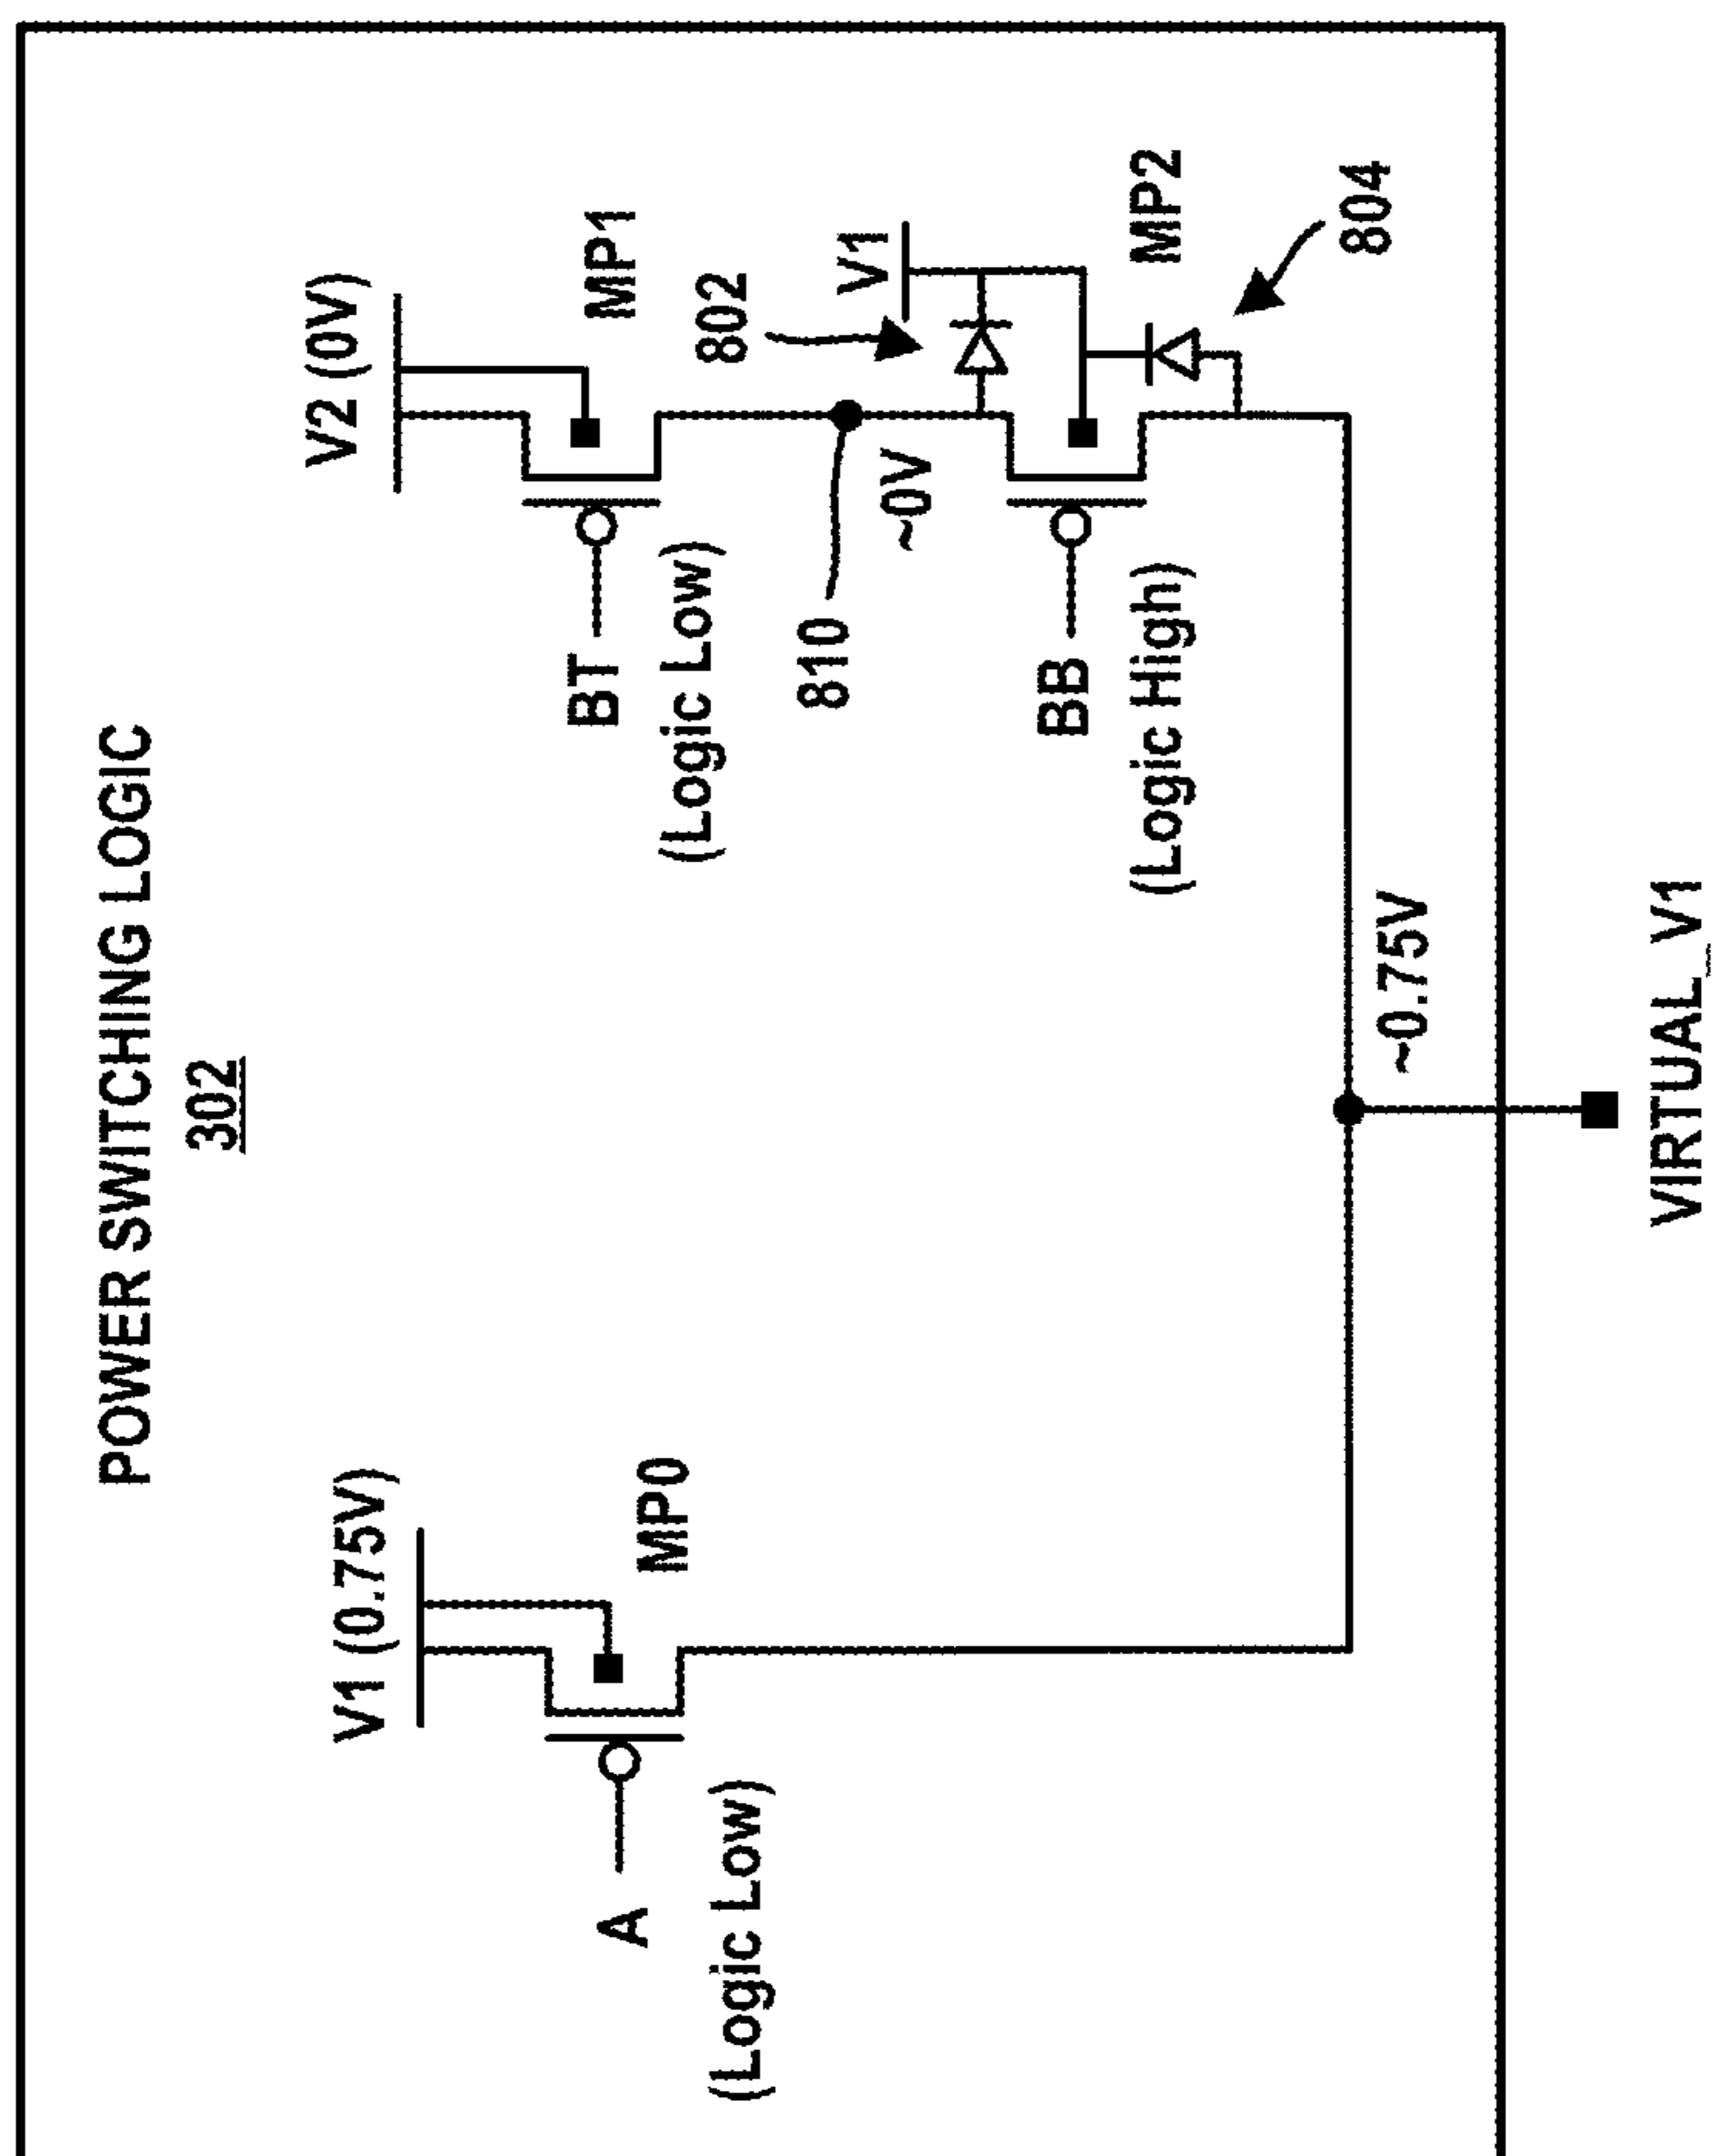 POWER SWITCHING LOGIC
302
V1 (0.75V)
MP0
A
(Logic Low)
V2 (0V)
MP1
BT
(Logic Low)
802
810
~0V
V1
BB
(Logic High)
MP2
804
~0.75V
VIRTUAL_V1